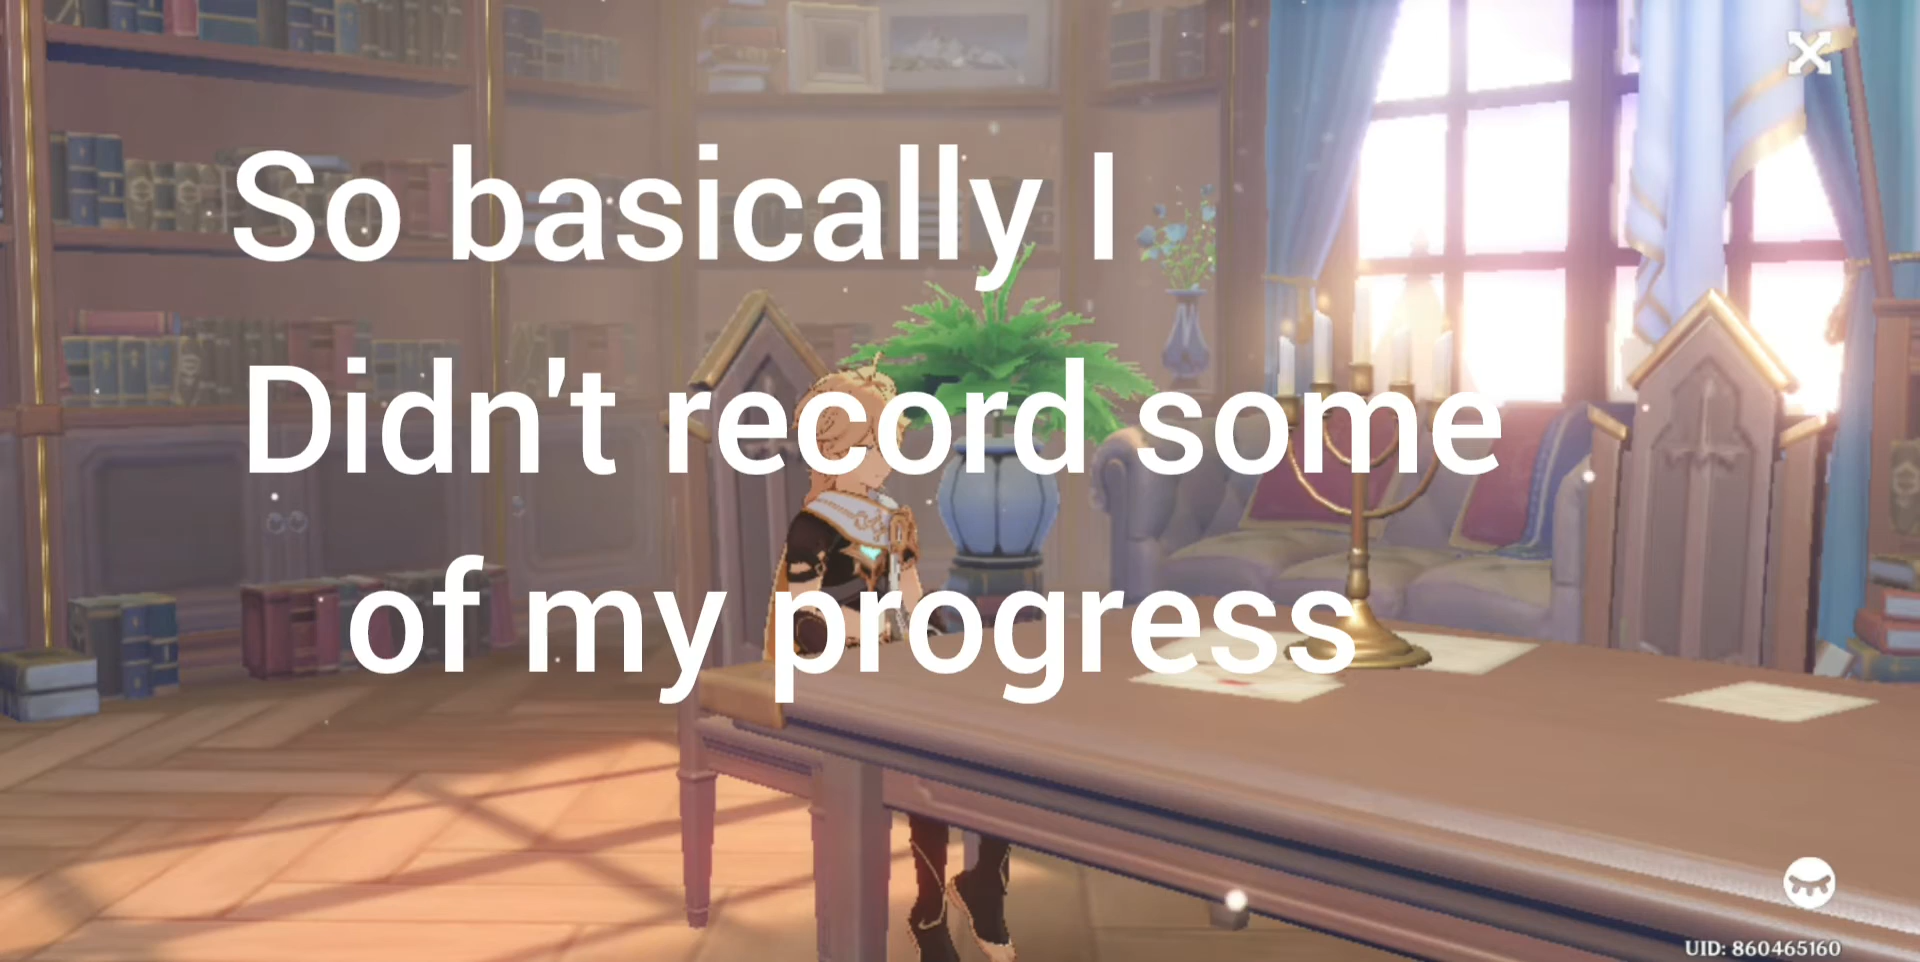 So basically I
Didn't record some
of my progress
UID: 860465160